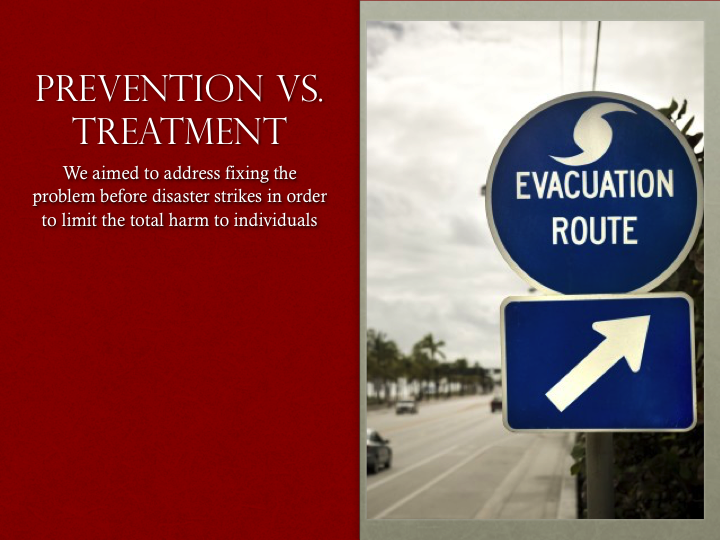 PREVENTION VS.
TREATMENT
We aimed to address fixing the
problem before disaster strikes in order
to limit the total harm to individuals
EVACUATION
ROUTE